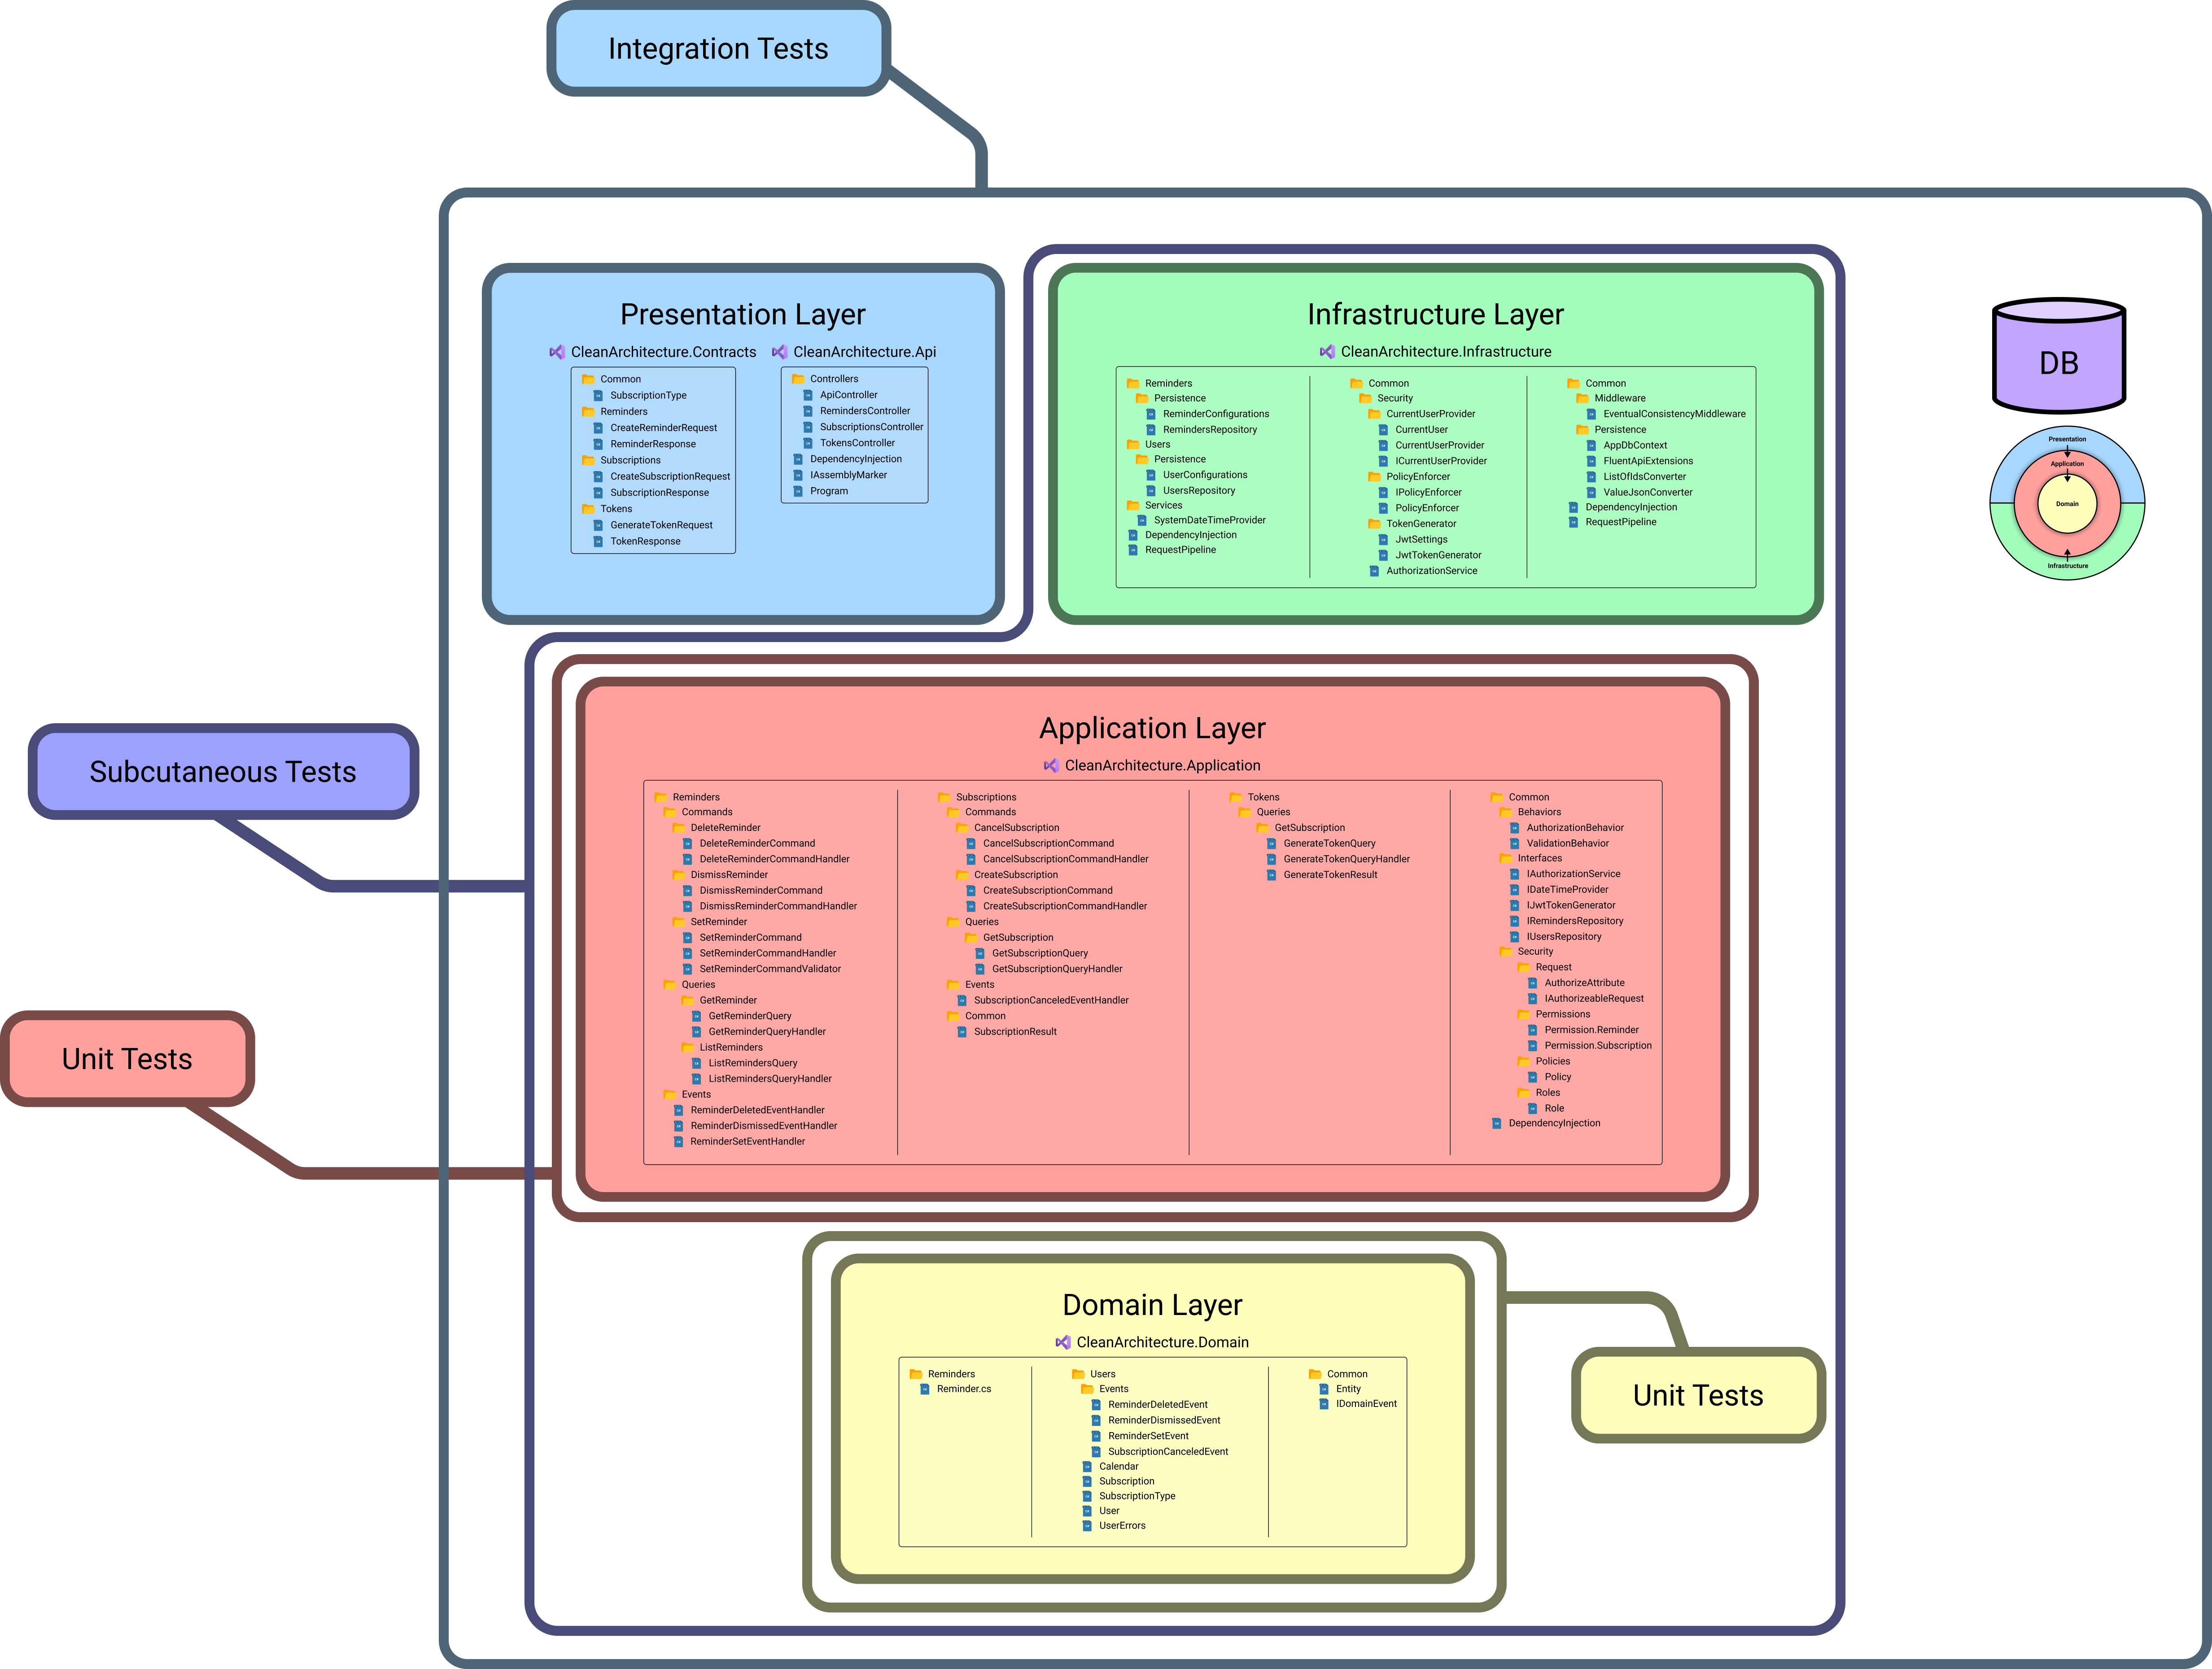 Integration Tests
Presentation Layer
CleanArchitecture.Contracts
Common
SubscriptionType
Reminders
CreateReminderRequest
ReminderResponse
Subscriptions
CreateSubscriptionRequest
SubscriptionResponse
Tokens
GenerateTokenRequest
TokenResponse
CleanArchitecture.Api
Controllers
ApiController
RemindersController
SubscriptionsController
TokensController
DependencyInjection
IAssemblyMarker
Program
Infrastructure Layer
CleanArchitecture.Infrastructure
Reminders
Persistence
ReminderConfigurations
RemindersRepository
Users
Persistence
UserConfigurations
UsersRepository
Services
SystemDateTimeProvider
DependencyInjection
RequestPipeline
Common
Security
CurrentUserProvider
CurrentUser
CurrentUserProvider
ICurrentUserProvider
PolicyEnforcer
IPolicyEnforcer
PolicyEnforcer
TokenGenerator
JwtSettings
JwtTokenGenerator
AuthorizationService
Common
Middleware
EventualConsistencyMiddleware
Persistence
AppDbContext
FluentApiExtensions
ListOfIdsConverter
ValueJsonConverter
DependencyInjection
RequestPipeline
DB
Presentation
Application
Domain
Infrastructure
Subcutaneous Tests
Unit Tests
Application Layer
CleanArchitecture.Application
Reminders
Commands
DeleteReminder
DeleteReminderCommand
DeleteReminderCommandHandler
DismissReminder
DismissReminderCommand
DismissReminderCommandHandler
SetReminder
SetReminderCommand
SetReminderCommandHandler
SetReminderCommandValidator
Queries
GetReminder
GetReminderQuery
GetReminderQueryHandler
ListReminders
ListRemindersQuery
ListRemindersQueryHandler
Events
ReminderDeletedEventHandler
ReminderDismissedEventHandler
ReminderSetEventHandler
Subscriptions
Commands
CancelSubscription
CancelSubscriptionCommand
CancelSubscriptionCommandHandler
CreateSubscription
CreateSubscriptionCommand
CreateSubscriptionCommandHandler
Queries
GetSubscription
GetSubscriptionQuery
GetSubscriptionQueryHandler
Events
SubscriptionCanceledEventHandler
Common
SubscriptionResult
Tokens
Queries
GetSubscription
GenerateTokenQuery
GenerateTokenQueryHandler
GenerateTokenResult
Common
Behaviors
AuthorizationBehavior
ValidationBehavior
Interfaces
IAuthorizationService
IDateTimeProvider
IJwtTokenGenerator
IRemindersRepository
IUsersRepository
Security
Request
AuthorizeAttribute
IAuthorizeableRequest
Permissions
Permission.Reminder
Permission.Subscription
Policies
Policy
Roles
Role
DependencyInjection
Domain Layer
CleanArchitecture.Domain
Reminders
Reminder.cs
Users
Events
ReminderDeletedEvent
ReminderDismissedEvent
ReminderSetEvent
SubscriptionCanceledEvent
Calendar
Subscription
SubscriptionType
User
UserErrors
Common
Entity
IDomainEvent
Unit Tests